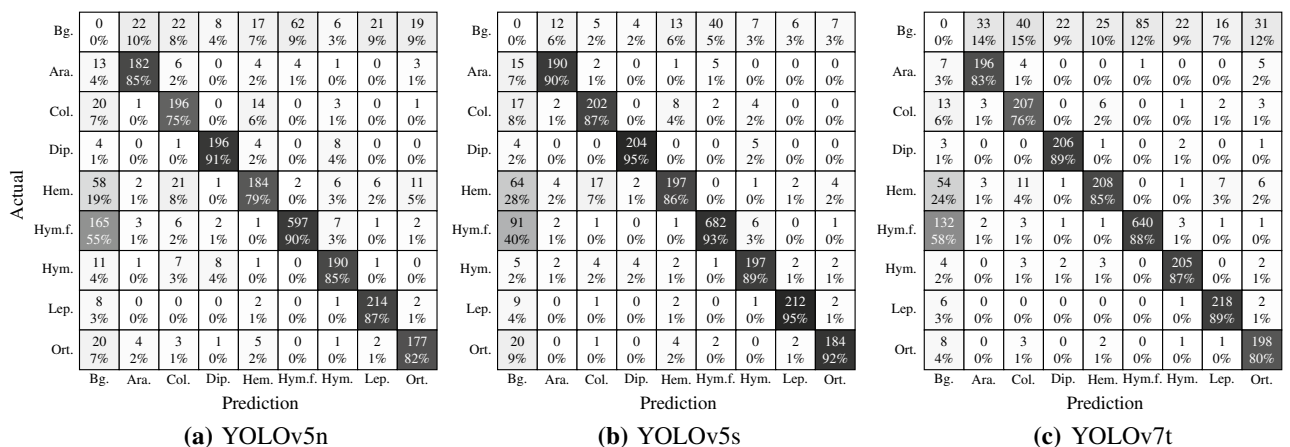 Actual
Bg. 0 22 22 8 17 62 6 21 19
0% 10% 8% 4% 7% 9% 3% 9% 9%
Ara. 13 182 6 0 4 4 1 0 3
4% 85% 2% 0% 2% 1% 0% 0% 1%
Col. 20 1 196 0 14 0 3 0 1
7% 0% 75% 0% 6% 0% 1% 0% 0%
Dip. 4 0 1 196 4 0 8 0 0
1% 0% 0% 91% 2% 0% 4% 0% 0%
Hem. 58 2 21 1 184 2 6 6 11
19% 1% 8% 0% 79% 0% 3% 2% 5%
Hym.f. 165 3 6 2 1 597 7 1 2
55% 1% 2% 1% 0% 90% 3% 0% 1%
Hym. 11 1 7 8 1 0 190 1 0
4% 0% 3% 4% 0% 0% 85% 0% 0%
Lep. 8 0 0 0 2 0 1 214 2
3% 0% 0% 0% 1% 0% 0% 87% 1%
Ort. 20 4 3 1 5 0 1 2 177
7% 2% 1% 0% 2% 0% 0% 1% 82%
Bg. Ara. Col. Dip. Hem. Hym.f. Hym. Lep. Ort.
Prediction
(a) YOLOv5n
Bg. 0 12 5 4 13 40 7 6 7
0% 6% 2% 2% 6% 5% 3% 3% 3%
Ara. 15 190 2 0 1 5 0 0 0
7% 90% 1% 0% 0% 1% 0% 0% 0%
Col. 17 2 202 0 8 2 4 0 0
8% 1% 87% 0% 4% 0% 2% 0% 0%
Dip. 4 0 0 204 0 0 5 0 0
2% 0% 0% 95% 0% 0% 2% 0% 0%
Hem. 64 4 17 2 197 0 1 2 4
28% 2% 7% 1% 86% 0% 0% 1% 2%
Hym.f. 91 2 1 0 1 682 6 0 1
40% 1% 0% 0% 0% 93% 3% 0% 0%
Hym. 5 2 4 4 2 1 197 2 2
2% 1% 2% 2% 1% 0% 89% 1% 1%
Lep. 9 0 1 0 2 0 1 212 2
4% 0% 0% 0% 1% 0% 0% 95% 1%
Ort. 20 0 1 0 4 2 0 2 184
9% 0% 0% 0% 2% 0% 0% 1% 92%
Bg. Ara. Col. Dip. Hem. Hym.f. Hym. Lep. Ort.
Prediction
(b) YOLOv5s
Bg. 0 33 40 22 25 85 22 16 31
0% 14% 15% 9% 10% 12% 9% 7% 12%
Ara. 7 196 4 0 0 1 0 0 5
3% 83% 1% 0% 0% 0% 0% 0% 2%
Col. 13 3 207 0 6 0 1 2 3
6% 1% 76% 0% 2% 0% 0% 1% 1%
Dip. 3 0 0 206 1 0 2 0 1
1% 0% 0% 89% 0% 0% 1% 0% 0%
Hem. 54 3 11 1 208 0 1 7 6
24% 1% 4% 0% 85% 0% 0% 3% 2%
Hym.f. 132 2 3 1 1 640 3 0 1
58% 1% 1% 0% 0% 88% 1% 0% 0%
Hym. 4 0 3 2 3 0 205 0 2
2% 0% 1% 1% 1% 0% 87% 0% 1%
Lep. 6 0 0 0 0 0 1 218 2
3% 0% 0% 0% 0% 0% 0% 89% 1%
Ort. 8 0 3 0 2 1 1 0 198
4% 0% 1% 0% 1% 0% 0% 0% 80%
Bg. Ara. Col. Dip. Hem. Hym.f. Hym. Lep. Ort.
Prediction
(c) YOLOv7t